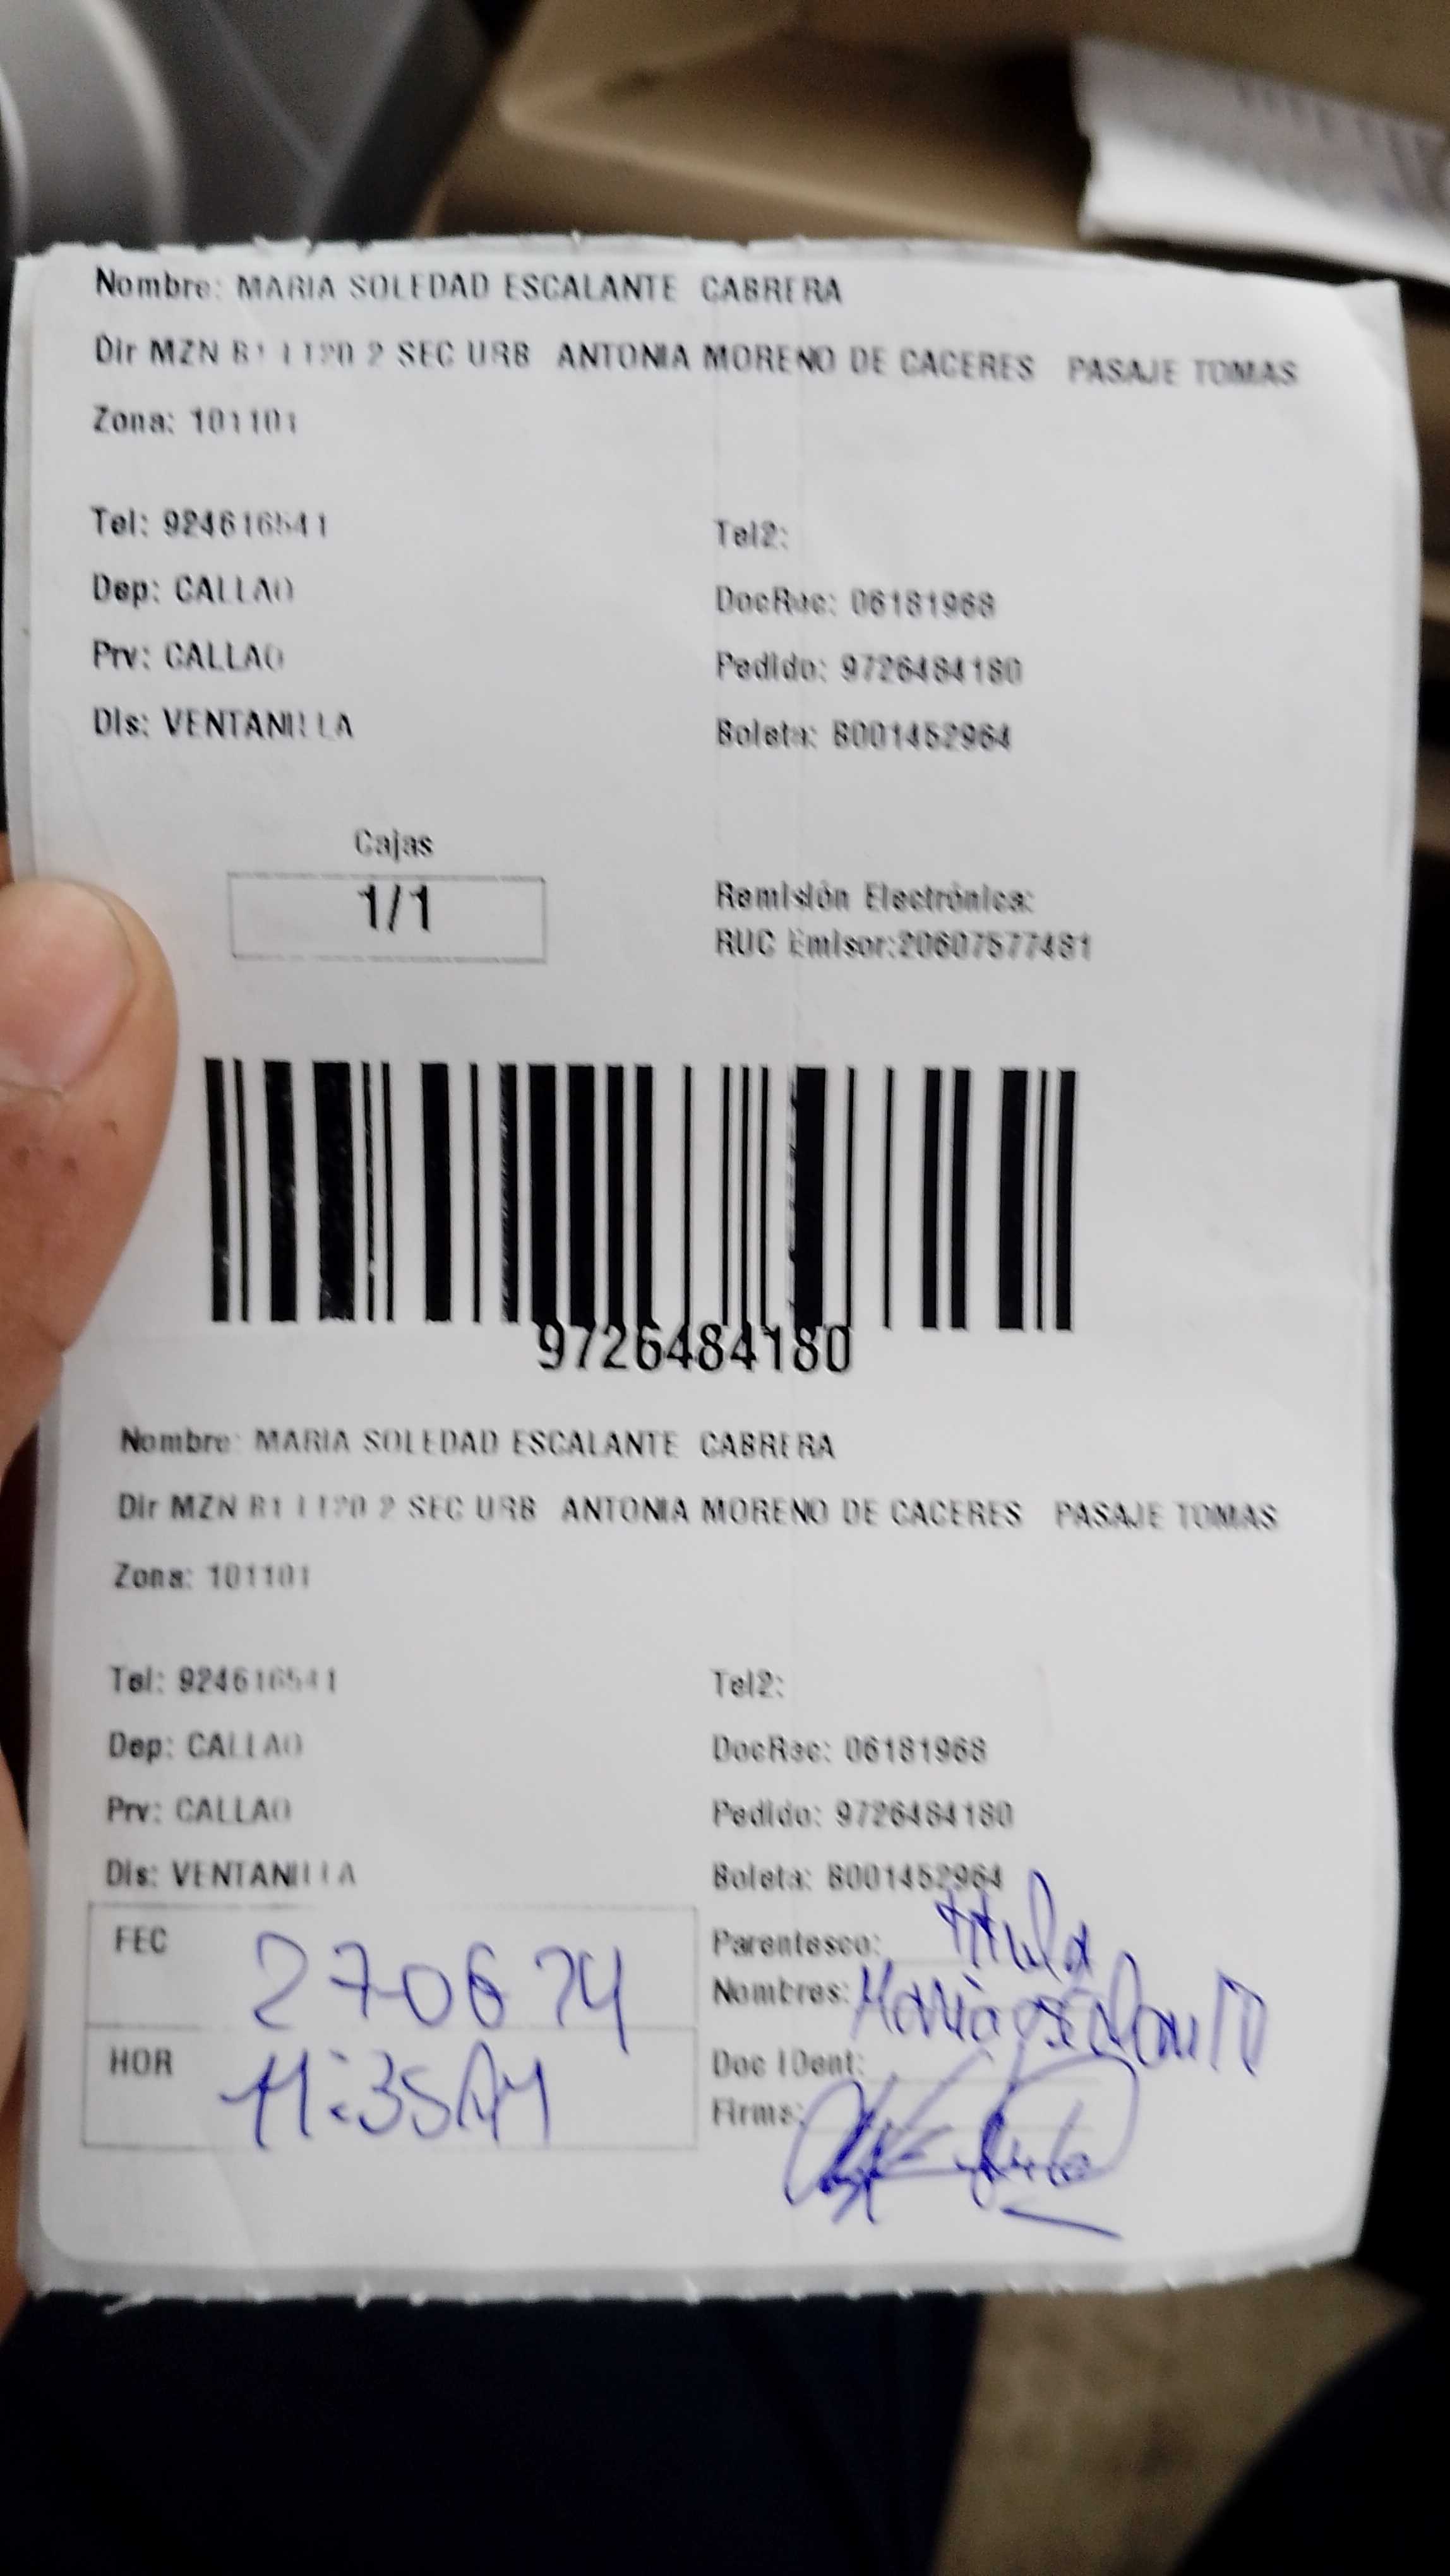 Nombre: MARIA SOLEDAD ESCALANTE CABRERA
Dir MZN B1 LT20 2 SEC URB ANTONIA MORENO DE CACERES PASAJE TOMAS
Zona: 101101
Tel: 924616541 Tel2:
Dep: CALLAO DocRec: 06181968
Prv: CALLAO Pedido: 9726484180
Dis: VENTANILLA Boleta: B001452964
Cajas
1/1
Remisión Electrónica:
RUC Emisor:20607577481
9726484180
Nombre: MARIA SOLEDAD ESCALANTE CABRERA
Dir MZN B1 LT20 2 SEC URB ANTONIA MORENO DE CACERES PASAJE TOMAS
Zona: 101101
Tel: 924616541 Tel2:
Dep: CALLAO DocRec: 06181968
Prv: CALLAO Pedido: 9726484180
Dis: VENTANILLA Boleta: B001452964
FEC 27-06 24
Parentesco:
Nombres: Maria
HOR 11:35AM
Doc IDent:
Firma: